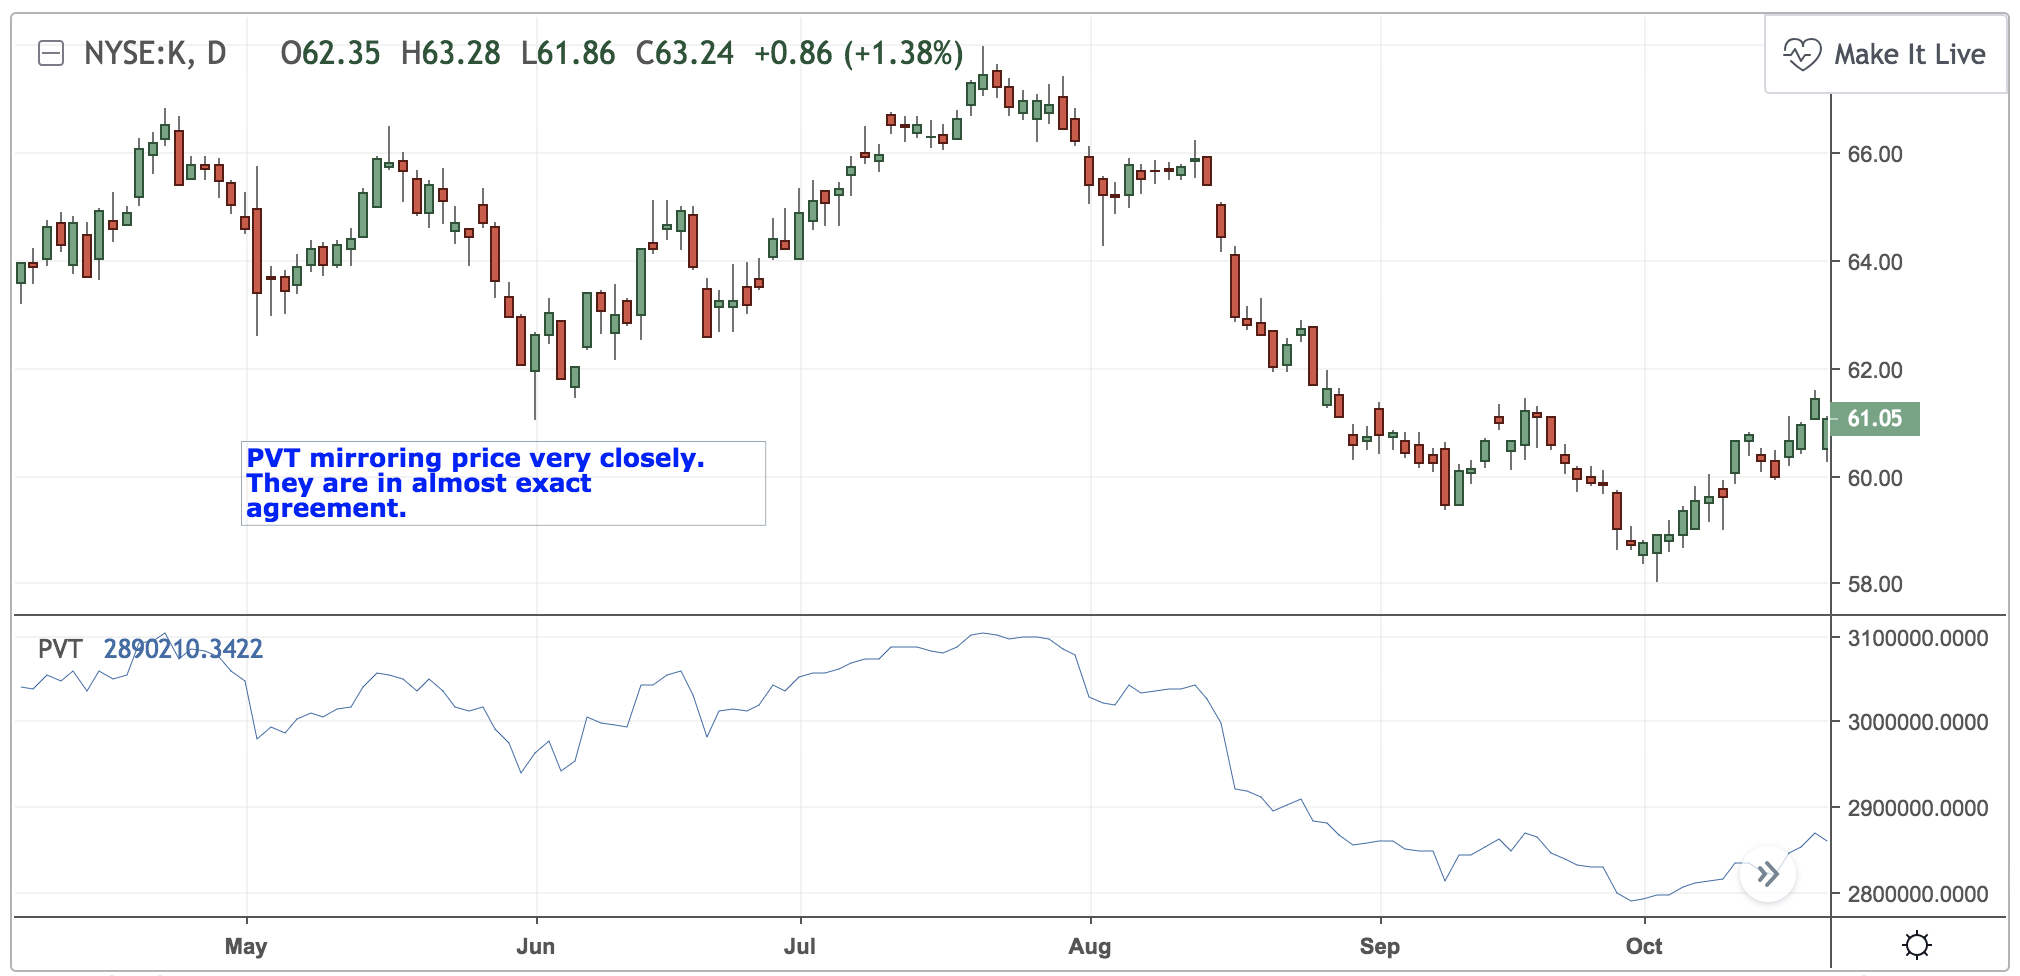 NYSE:K, D O62.35 H63.28 L61.86 C63.24 +0.86 (+1.38%)
Make It Live
66.00
64.00
62.00
61.05
60.00
58.00
PVT mirroring price very closely.
They are in almost exact
agreement.
PVT 2890210.3422
3100000.0000
3000000.0000
2900000.0000
2800000.0000
May Jun Jul Aug Sep Oct